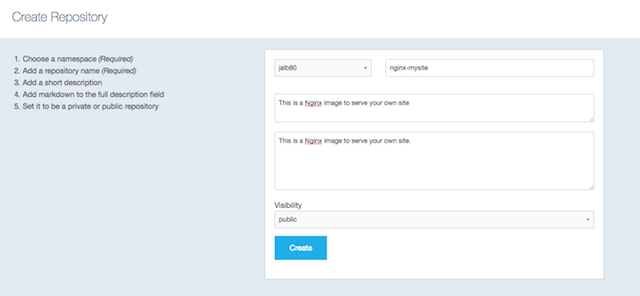 Create Repository
1. Choose a namespace (Required)
2. Add a repository name (Required)
3. Add a short description
4. Add markdown to the full description field
5. Set it to be a private or public repository
jalb80
nginx-mysite
This is a Nginx image to serve your own site
This is a Nginx image to serve your own site.
Visibility
public
Create